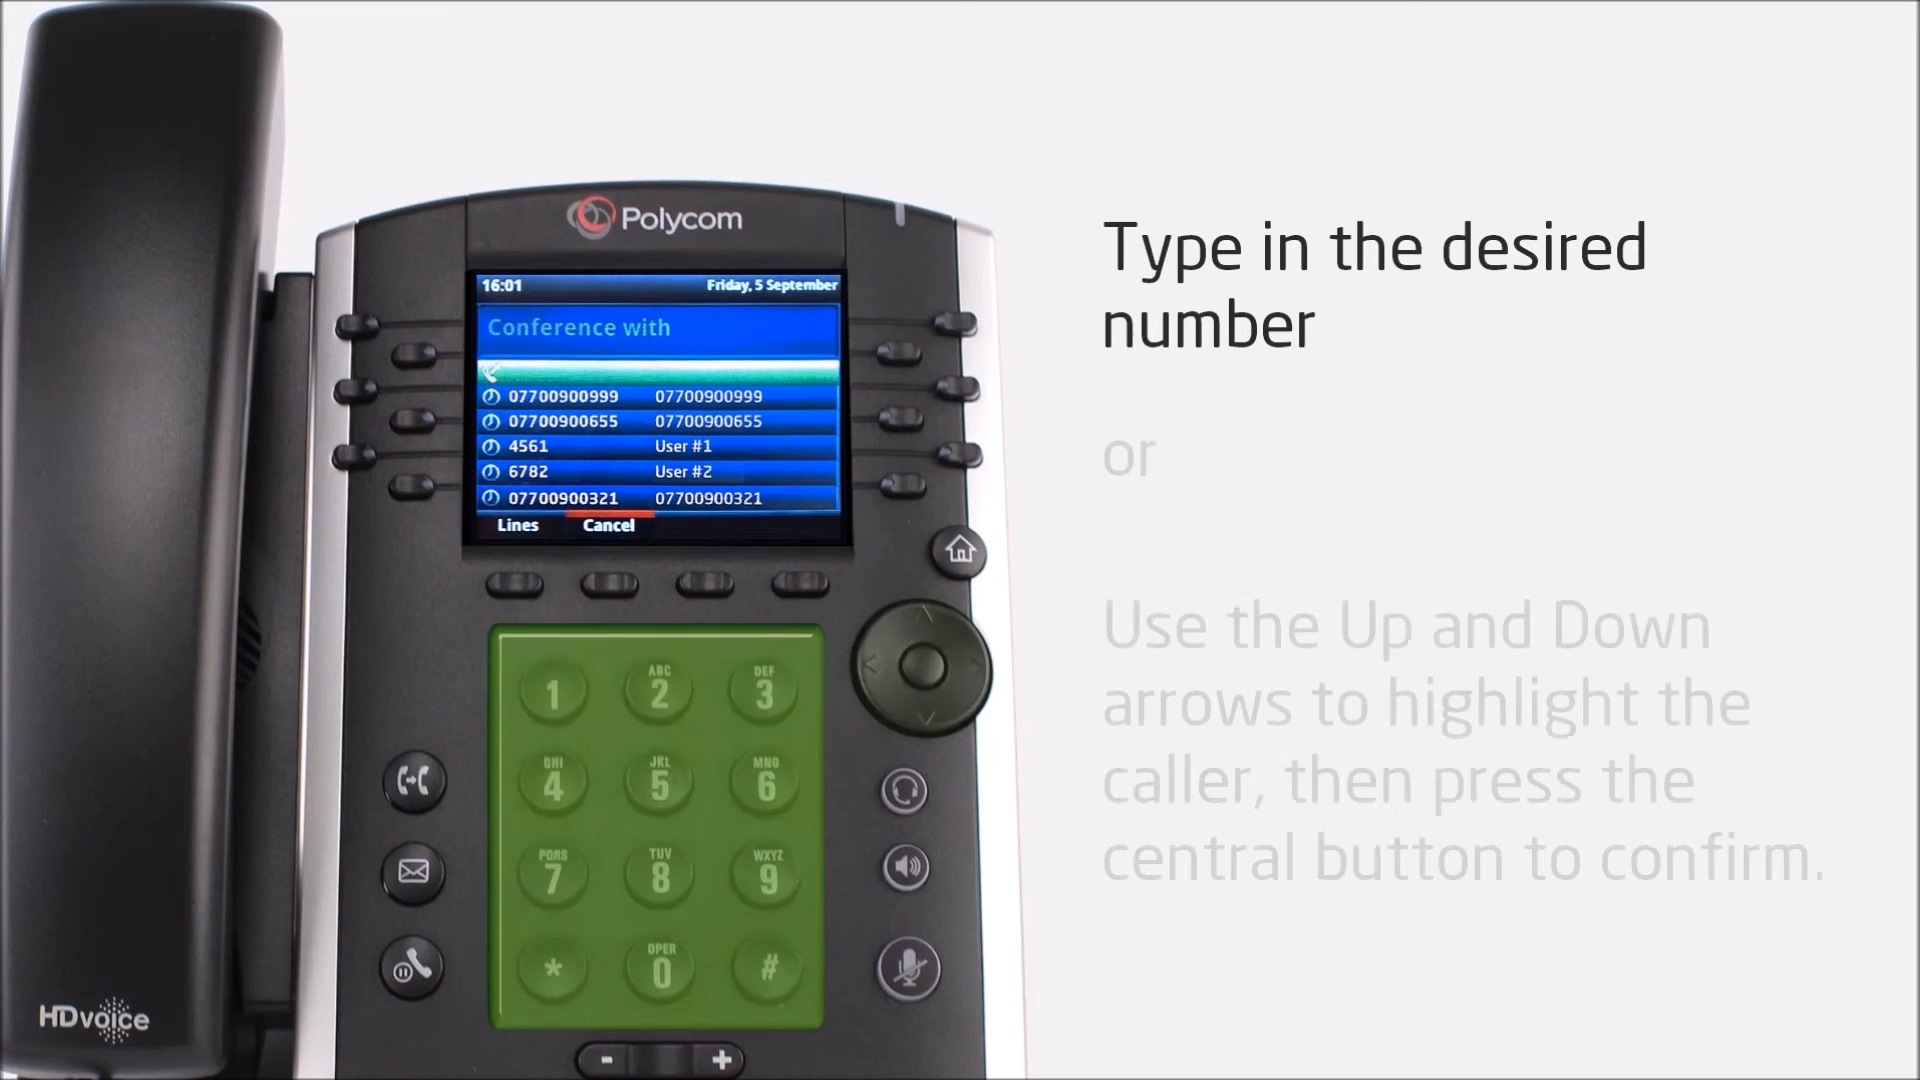 Polycom
16:01 Friday, 5 September
Conference with
07700900999 07700900999
07700900655 07700900655
4561 User #1
6782 User #2
07700900321 07700900321
Lines Cancel
1 ABC 2 DEF 3
GHI 4 JKL 5 MNO 6
PQRS 7 TUV 8 WXYZ 9
* OPER 0 #
- +
HDvoice
Type in the desired
number
or
Use the Up and Down
arrows to highlight the
caller, then press the
central button to confirm.